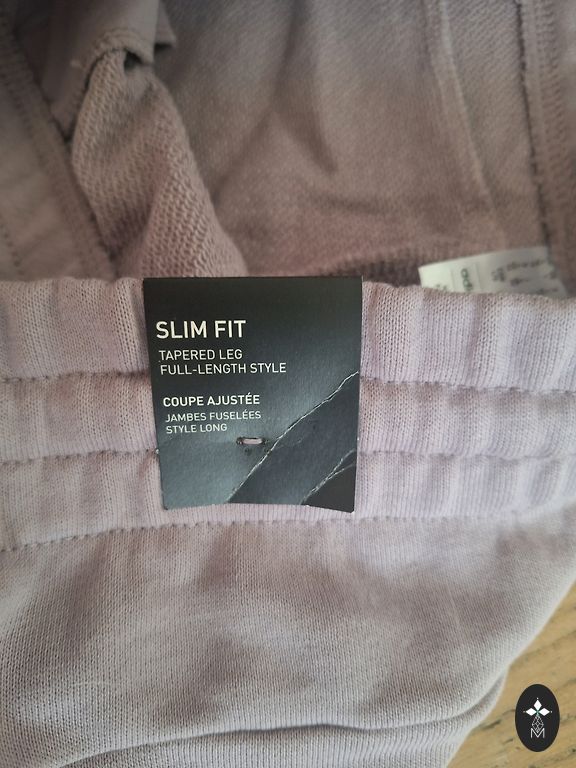 SLIM FIT
TAPERED LEG
FULL-LENGTH STYLE
COUPE AJUSTÉE
JAMBES FUSELÉES
STYLE LONG
M